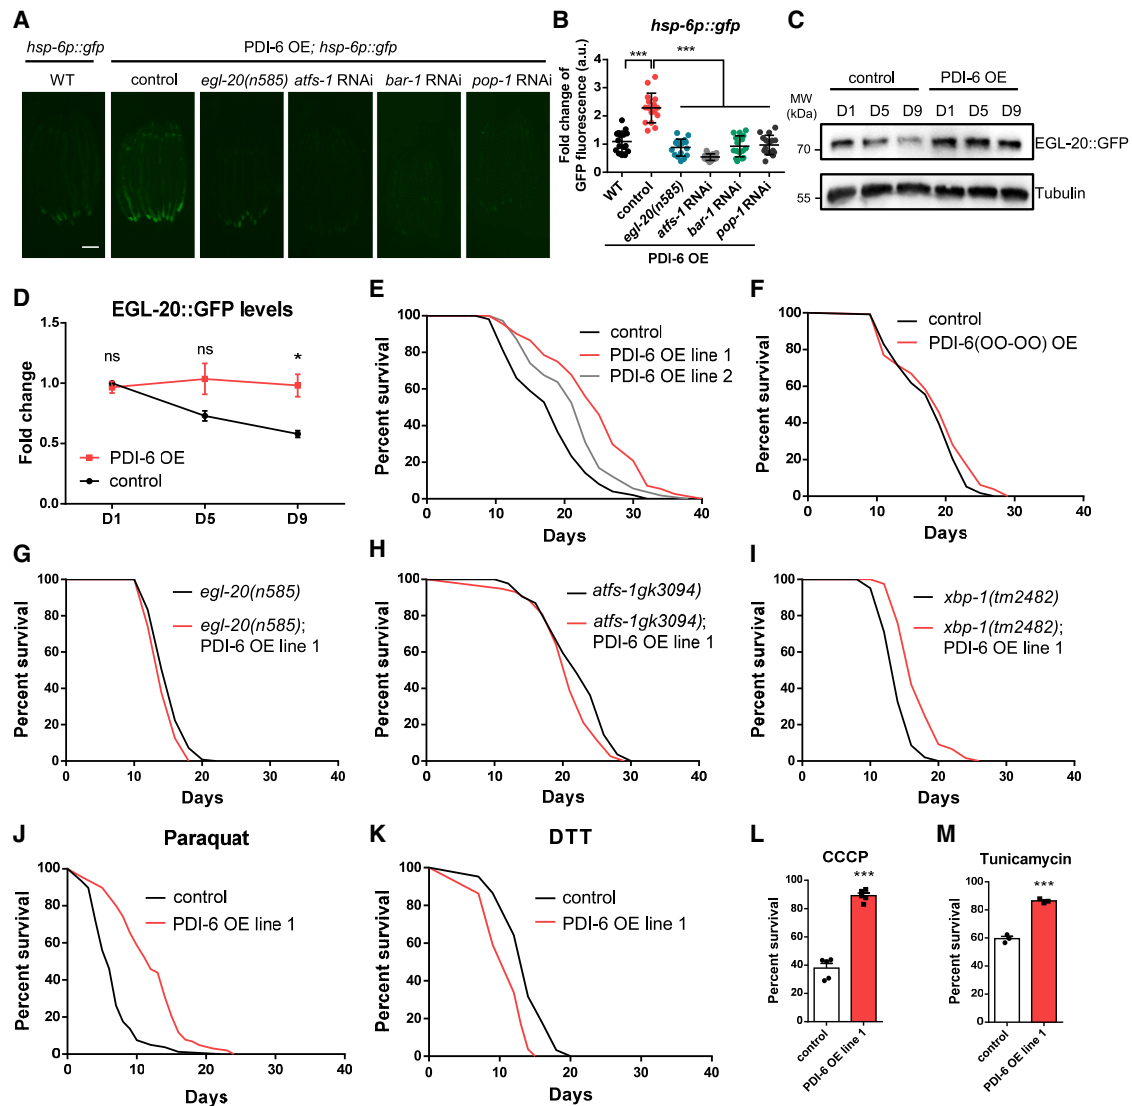 A
hsp-6p::gfp
PDI-6 OE; hsp-6p::gfp
WT
control
egl-20(n585)
atfs-1 RNAi
bar-1 RNAi
pop-1 RNAi
B
hsp-6p::gfp
***
***
Fold change of
GFP fluorescence (a.u.)
4
3
2
1
0
WT
control
egl-20(n585)
atfs-1 RNAi
bar-1 RNAi
pop-1 RNAi
PDI-6 OE
C
control
PDI-6 OE
MW
(kDa)
D1
D5
D9
D1
D5
D9
70
EGL-20::GFP
55
Tubulin
D
EGL-20::GFP levels
Fold change
1.5
1.0
0.5
0.0
ns
ns
*
PDI-6 OE
control
D1
D5
D9
E
Percent survival
100
80
60
40
20
0
control
PDI-6 OE line 1
PDI-6 OE line 2
0
10
20
30
40
Days
F
Percent survival
100
80
60
40
20
0
control
PDI-6(OO-OO) OE
0
10
20
30
40
Days
G
Percent survival
100
80
60
40
20
0
egl-20(n585)
egl-20(n585);
PDI-6 OE line 1
0
10
20
30
40
Days
H
Percent survival
100
80
60
40
20
0
atfs-1gk3094)
atfs-1gk3094);
PDI-6 OE line 1
0
10
20
30
40
Days
I
Percent survival
100
80
60
40
20
0
xbp-1(tm2482)
xbp-1(tm2482);
PDI-6 OE line 1
0
10
20
30
40
Days
J
Paraquat
Percent survival
100
80
60
40
20
0
control
PDI-6 OE line 1
0
10
20
30
40
Days
K
DTT
Percent survival
100
80
60
40
20
0
control
PDI-6 OE line 1
0
10
20
30
40
Days
L
CCCP
***
Percent survival
100
80
60
40
20
0
control
PDI-6 OE line 1
M
Tunicamycin
***
Percent survival
100
80
60
40
20
0
control
PDI-6 OE line 1